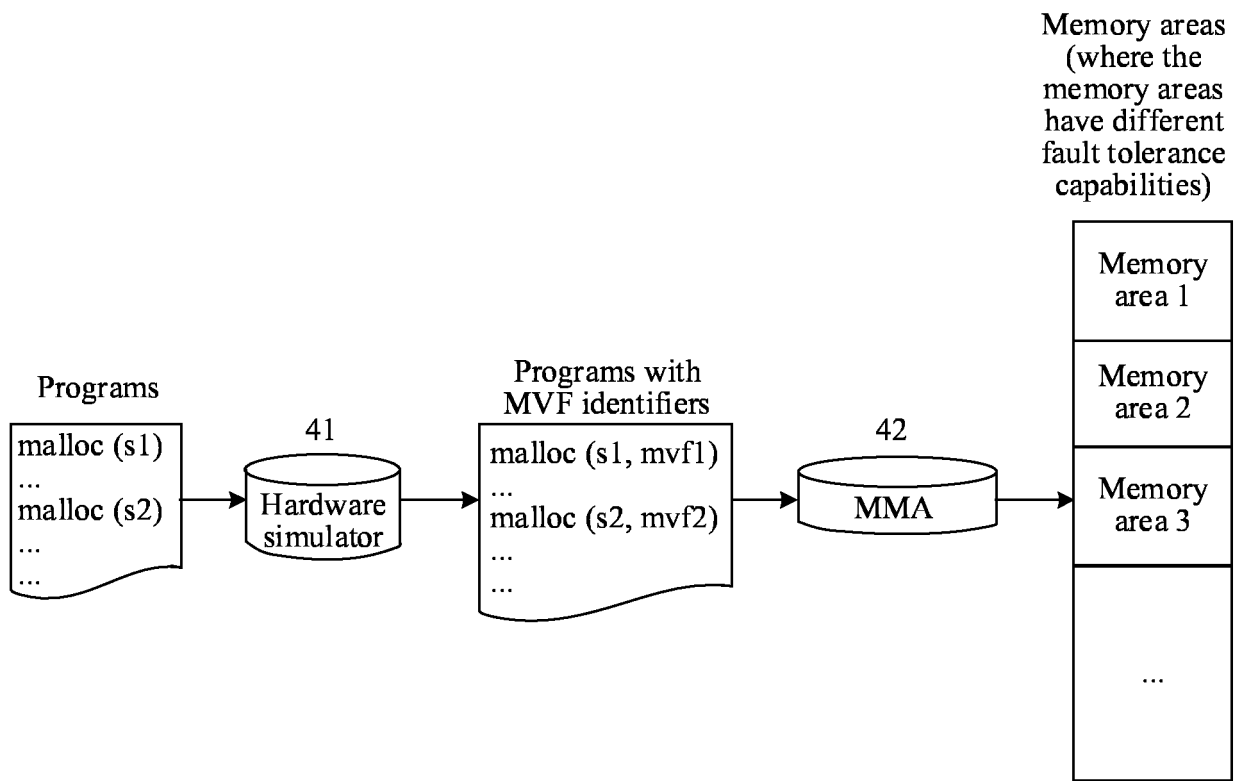 Memory areas
(where the
memory areas
have different
fault tolerance
capabilities)
Memory
area 1
Memory
area 2
Memory
area 3
...
Programs
malloc (s1)
...
malloc (s2)
...
...
41
Hardware
simulator
Programs with
MVF identifiers
malloc (s1, mvf1)
...
malloc (s2, mvf2)
...
...
42
MMA